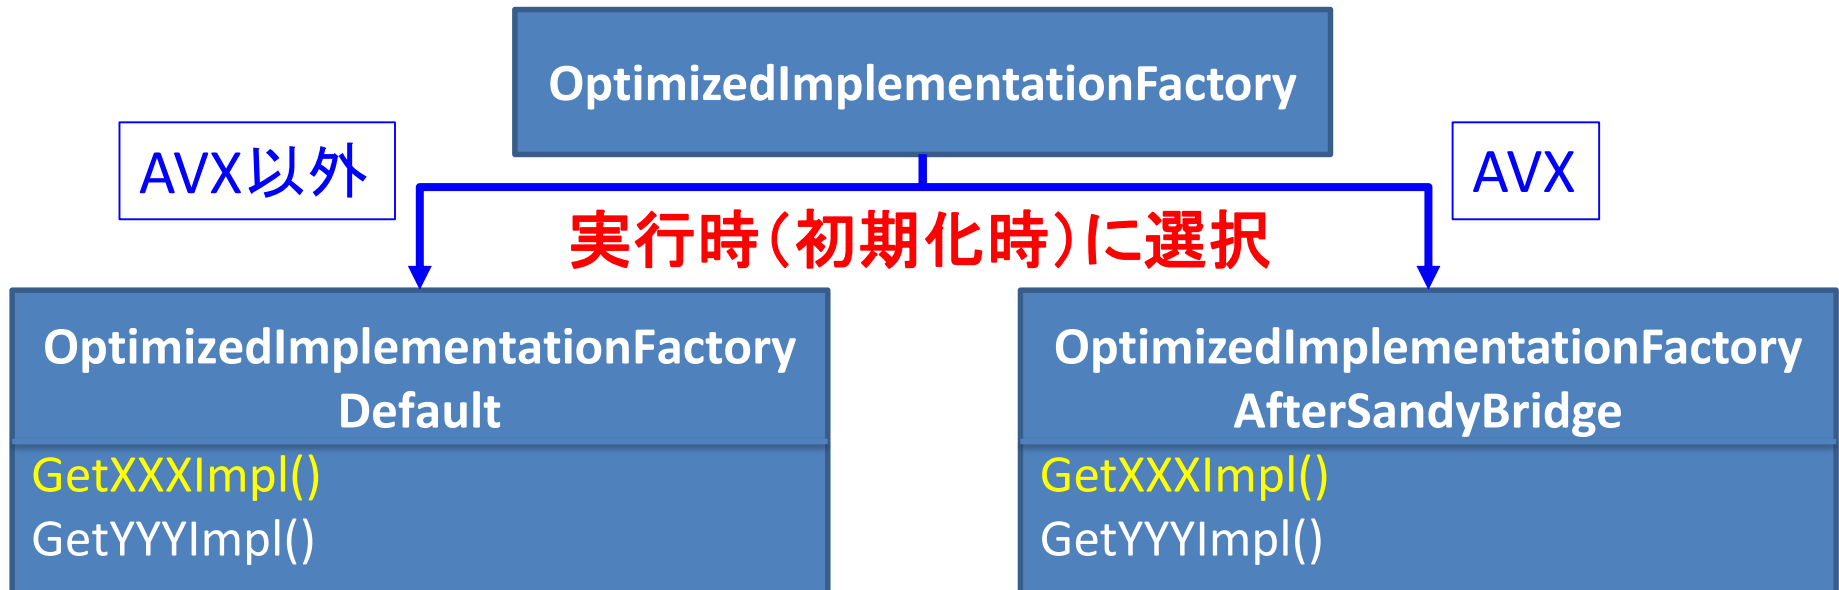 OptimizedImplementationFactory
AVX以外
AVX
実行時(初期化時)に選択
OptimizedImplementationFactory
Default
GetXXXImpl()
GetYYYImpl()
OptimizedImplementationFactory
AfterSandyBridge
GetXXXImpl()
GetYYYImpl()